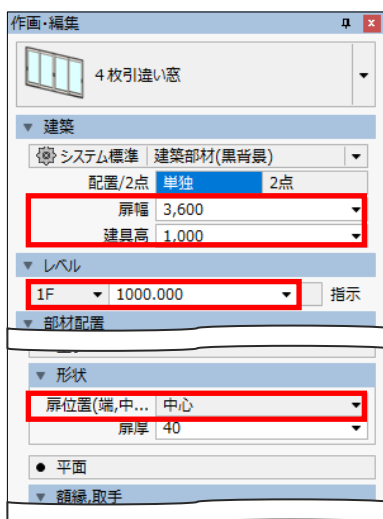 作画・編集
4枚引違い窓
建築
システム標準 建築部材(黒背景)
配置/2点 単独 2点
扉幅 3,600
建具高 1,000
レベル
1F 1000.000 指示
部材配置
形状
扉位置(端,中... 中心
扉厚 40
平面
額縁,取手